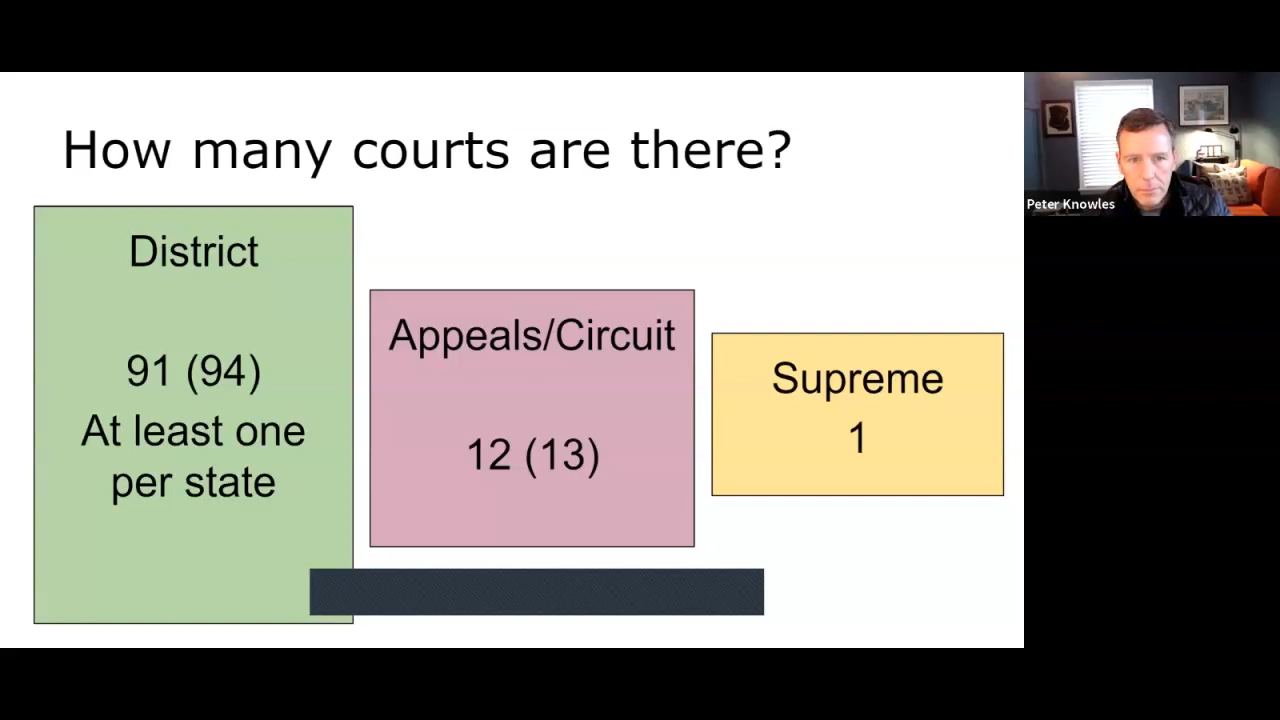 How many courts are there?
District
91 (94)
At least one
per state
Appeals/Circuit
12 (13)
Supreme
1
Peter Knowles